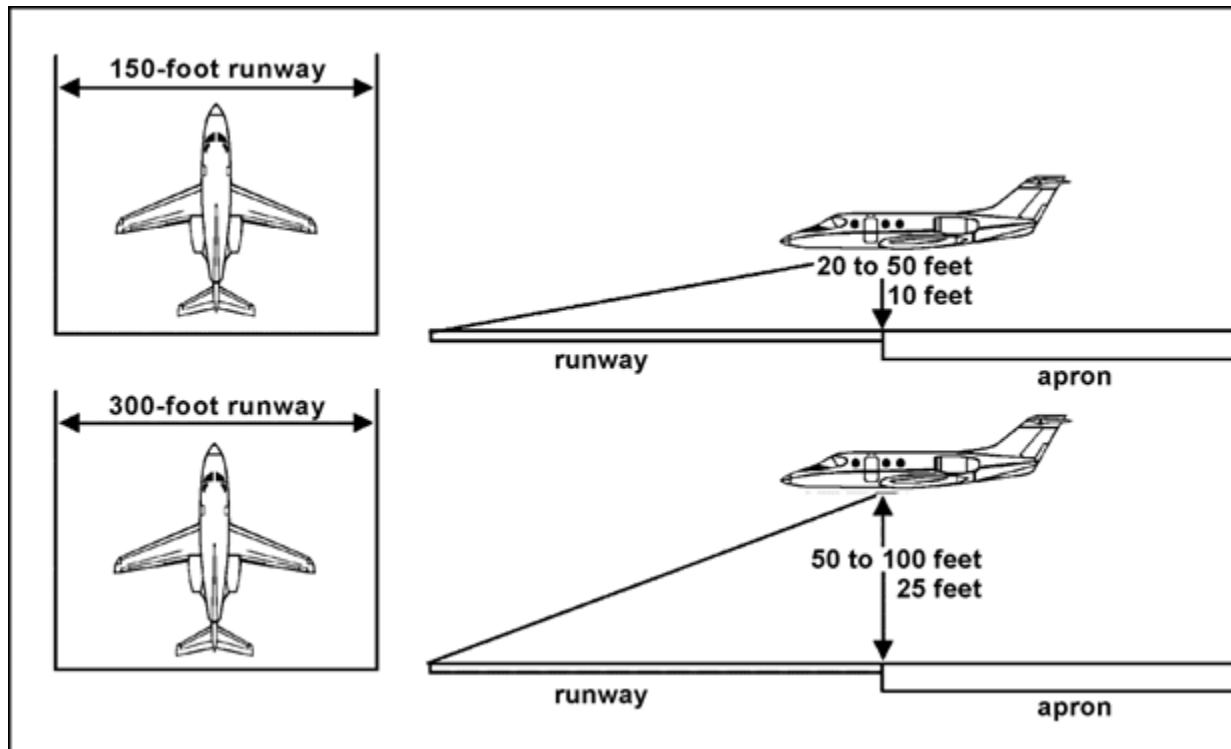 150-foot runway
20 to 50 feet
10 feet
runway
apron
300-foot runway
50 to 100 feet
25 feet
runway
apron